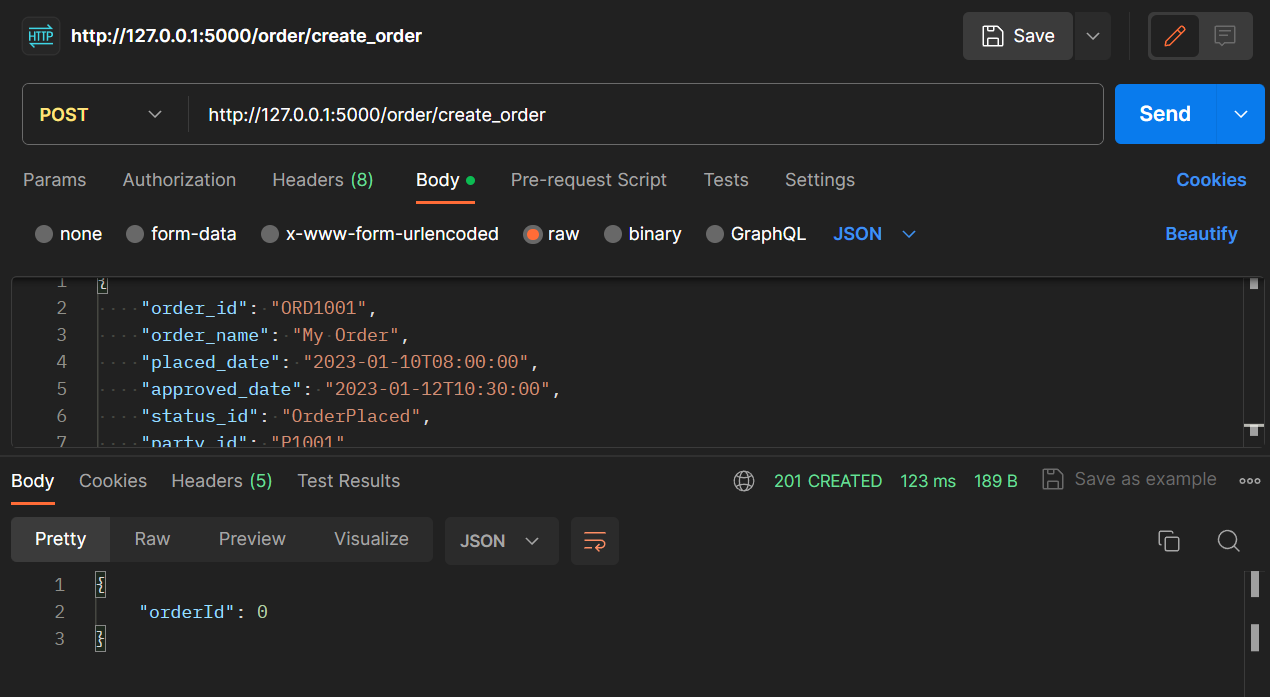 HTTP http://127.0.0.1:5000/order/create_order Save
POST http://127.0.0.1:5000/order/create_order Send
Params Authorization Headers (8) Body Pre-request Script Tests Settings Cookies
none form-data x-www-form-urlencoded raw binary GraphQL JSON Beautify
1 {
2 "order_id": "ORD1001",
3 "order_name": "My Order",
4 "placed_date": "2023-01-10T08:00:00",
5 "approved_date": "2023-01-12T10:30:00",
6 "status_id": "OrderPlaced",
7 "party_id": "P1001"
Body Cookies Headers (5) Test Results 201 CREATED 123 ms 189 B Save as example
Pretty Raw Preview Visualize JSON
1 {
2 "orderId": 0
3 }